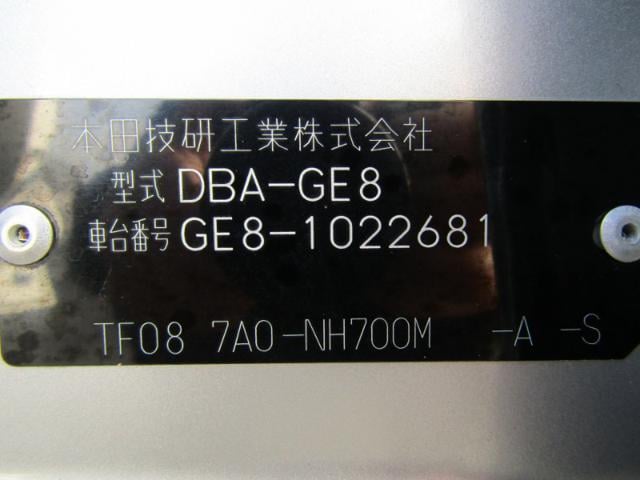 本田技研工業株式会社
型式 DBA-GE8
車台番号 GE8-1022681
TF08 7A0-NH700M -A -S